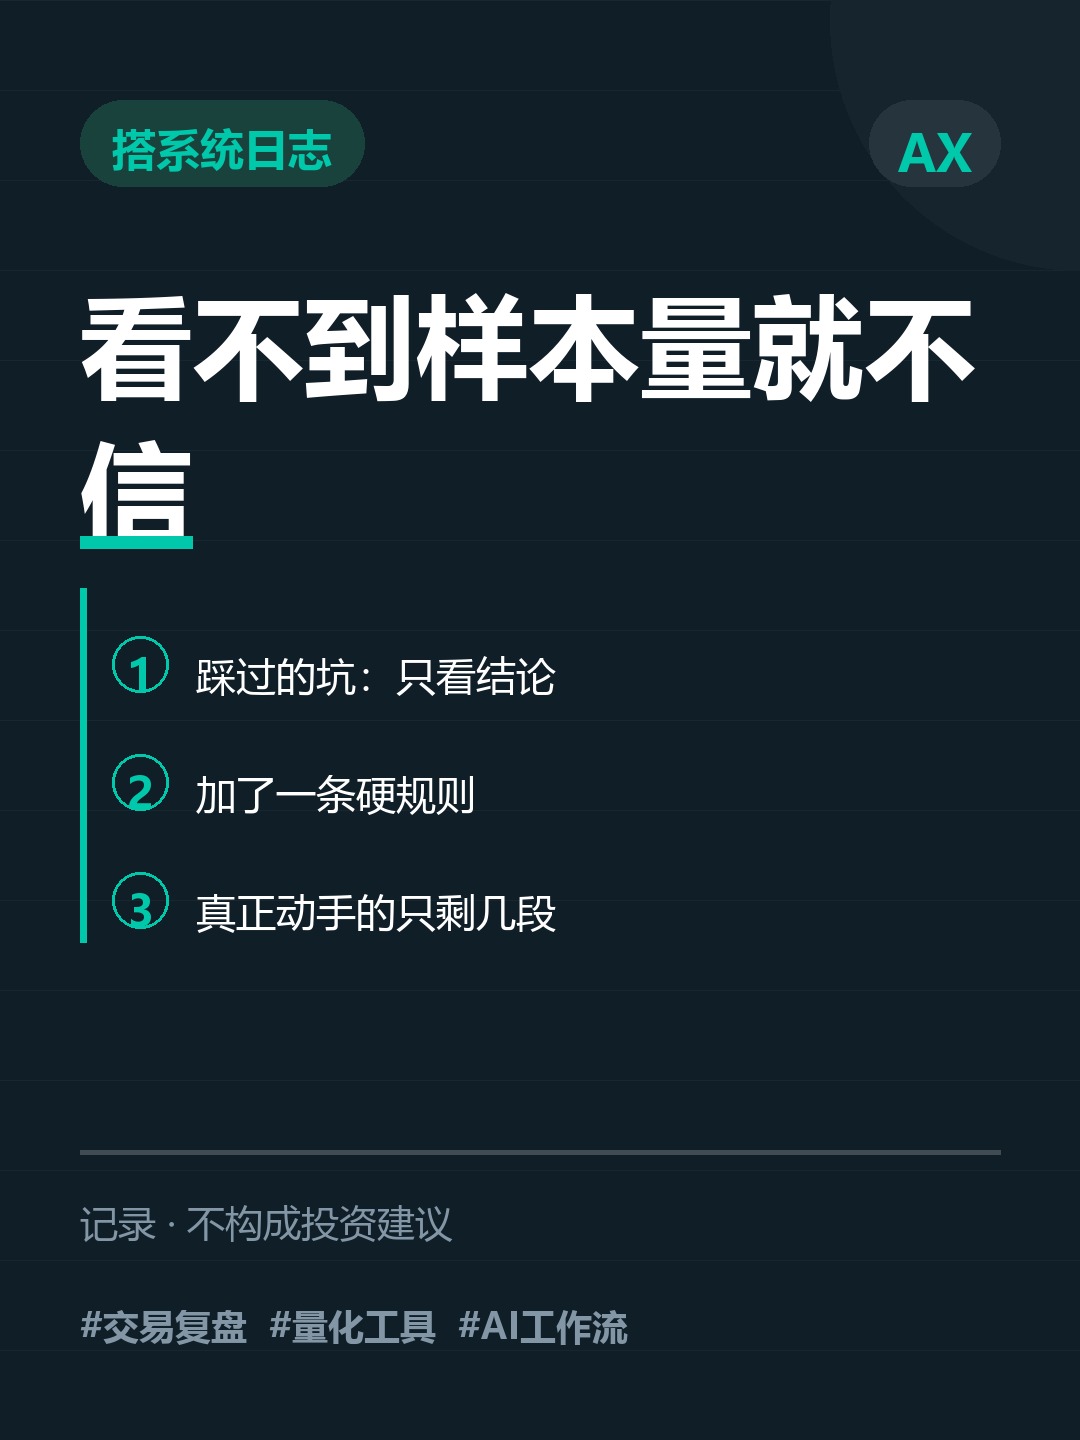 搭系统日志
AX
看不到样本量就不
信
1 踩过的坑：只看结论
2 加了一条硬规则
3 真正动手的只剩几段
记录 · 不构成投资建议
#交易复盘 #量化工具 #AI工作流